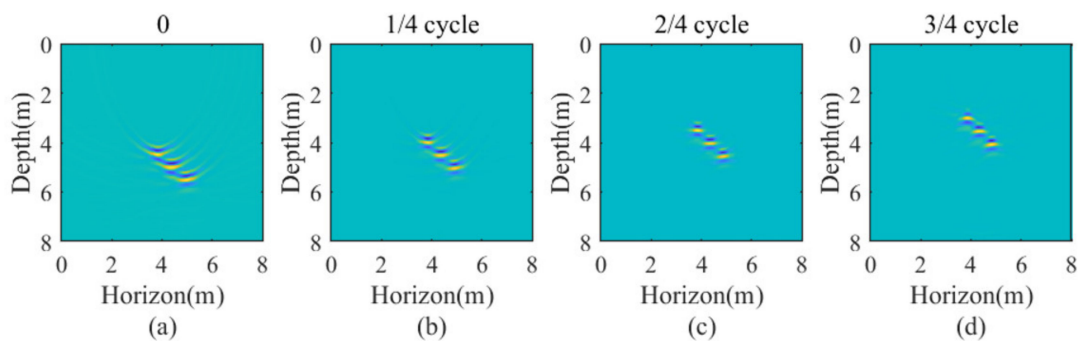 0 1/4 cycle 2/4 cycle 3/4 cycle
0 0 0 0
2 2 2 2
4 4 4 4
6 6 6 6
8 8 8 8
Depth(m) Depth(m) Depth(m) Depth(m)
0 2 4 6 8 0 2 4 6 8 0 2 4 6 8 0 2 4 6 8
Horizon(m) Horizon(m) Horizon(m) Horizon(m)
(a) (b) (c) (d)